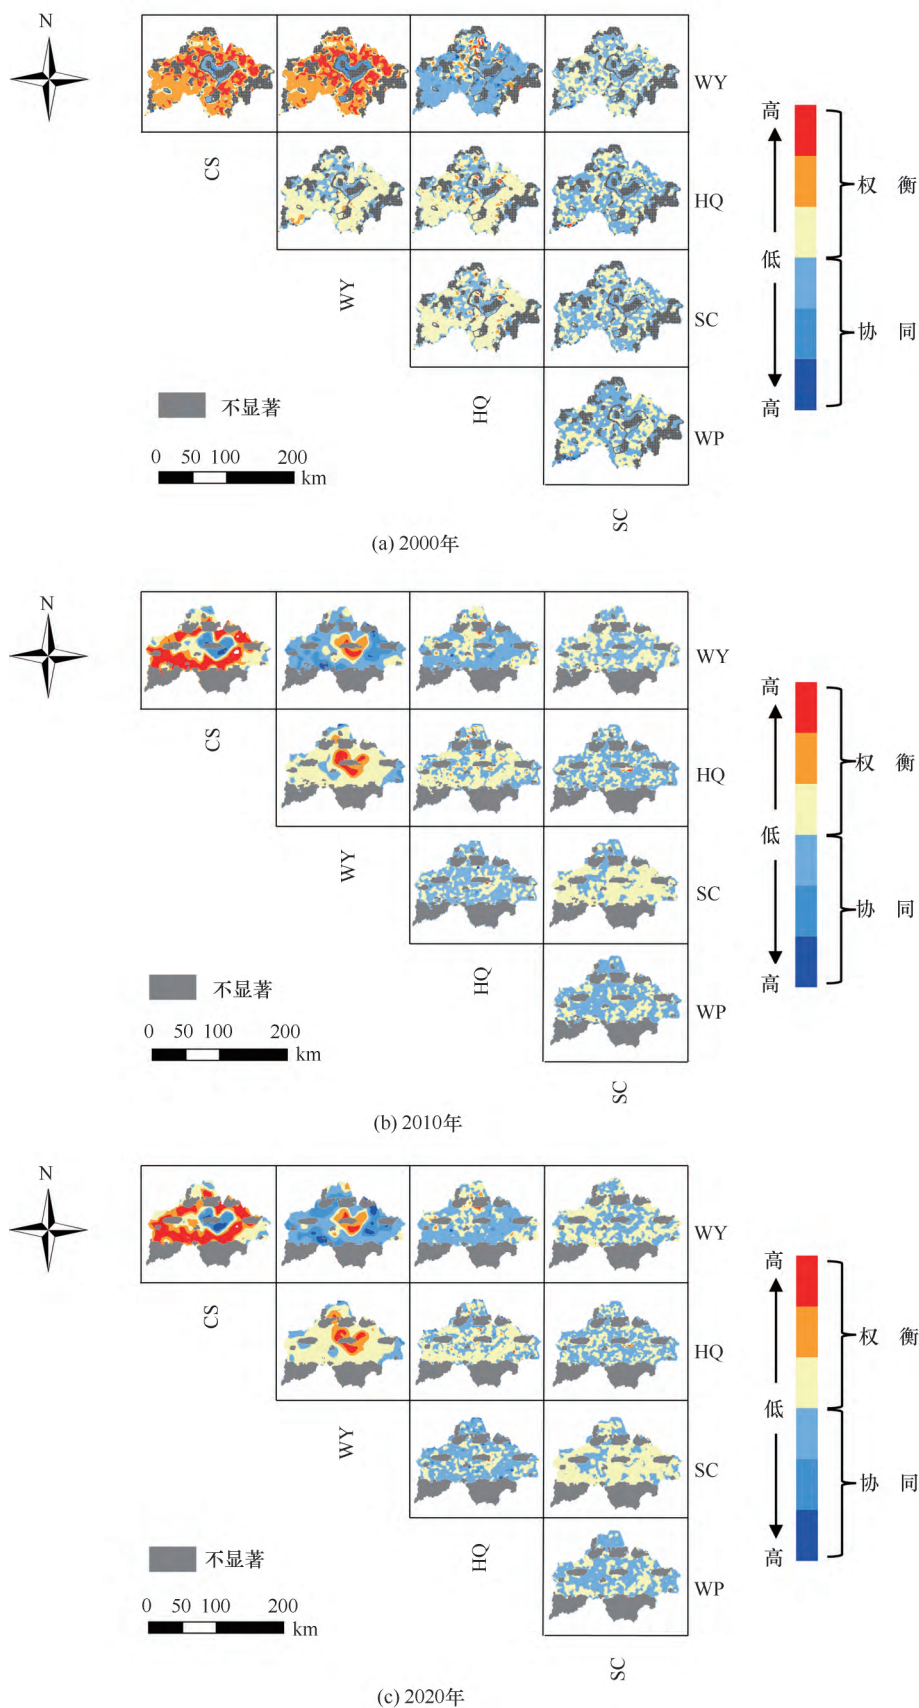 N
WY
高
CS
权 衡
HQ
低
WY
SC
协 同
不显著
HQ
高
WP
0 50 100 200
km
SC
(a) 2000年
N
WY
高
CS
权 衡
HQ
低
WY
SC
协 同
不显著
HQ
高
WP
0 50 100 200
km
SC
(b) 2010年
N
WY
高
CS
权 衡
HQ
低
WY
SC
协 同
不显著
HQ
高
WP
0 50 100 200
km
SC
(c) 2020年